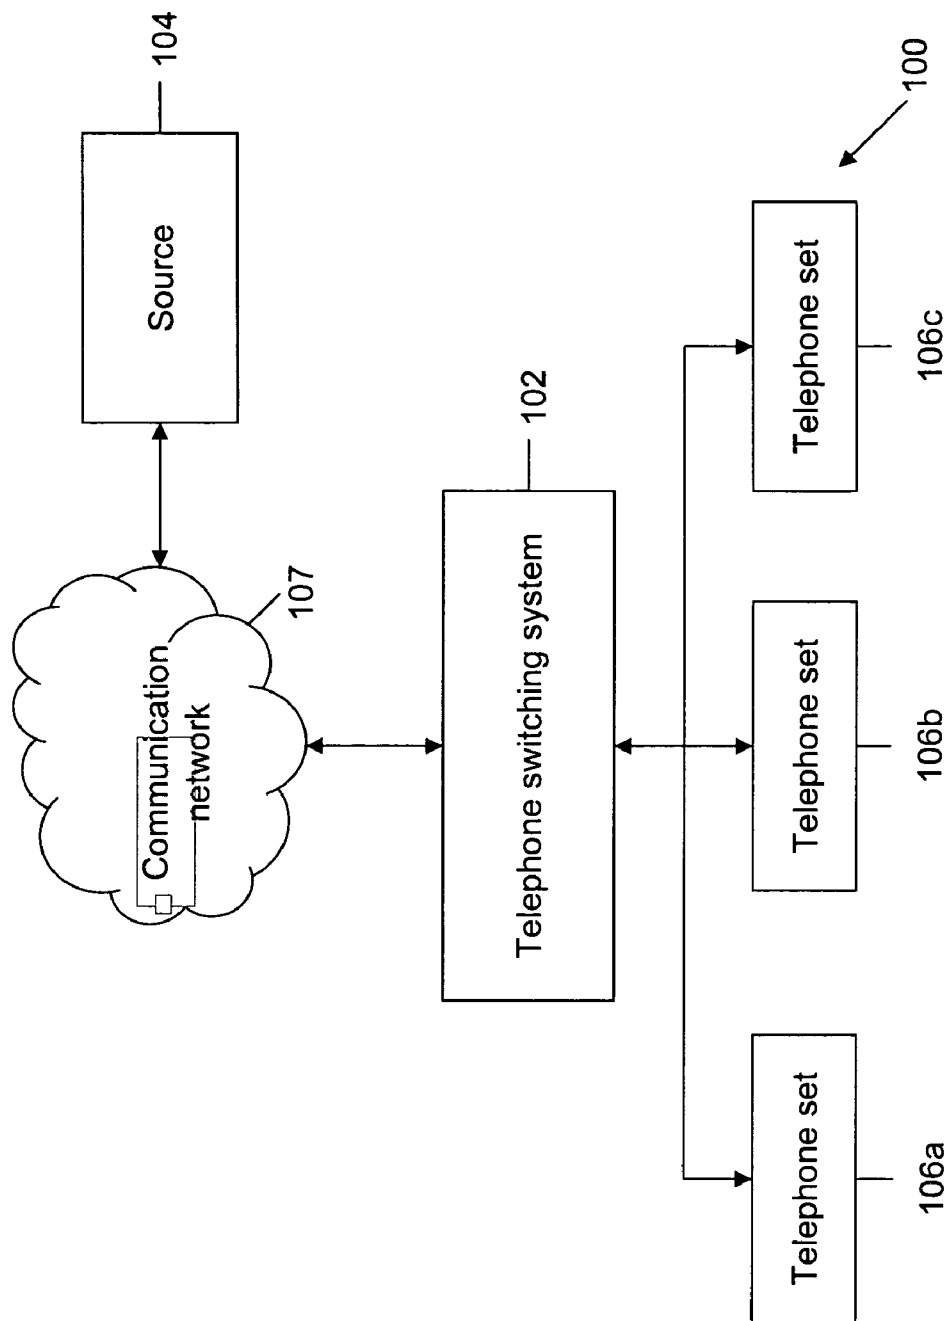 104
Source
Communication
network
107
102
Telephone switching system
100
Telephone set
106a
Telephone set
106b
Telephone set
106c